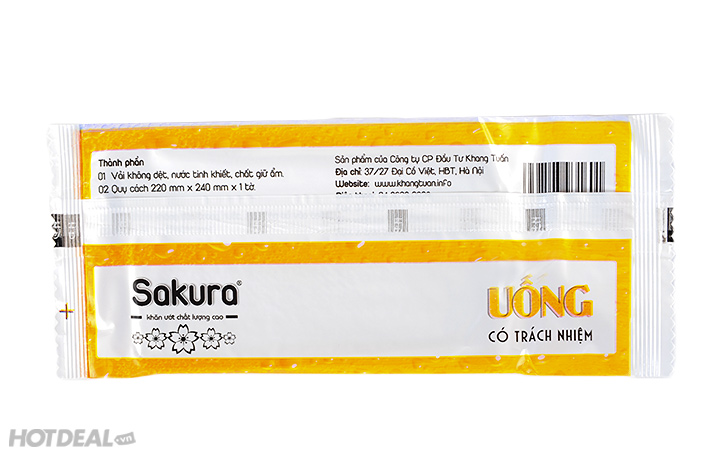 Thành phần
01 Vải không dệt, nước tinh khiết, chất giữ ẩm.
02 Quy cách 220 mm x 240 mm x 1 tờ.
Sản phẩm của Công ty CP Đầu Tư Khang Tuấn
Địa chỉ: 37/27 Đại Cồ Việt, HBT, Hà Nội
Website: www.khangtuan.info
Sakura®
khăn ướt chất lượng cao
UỐNG
CÓ TRÁCH NHIỆM
HOTDEAL.vn